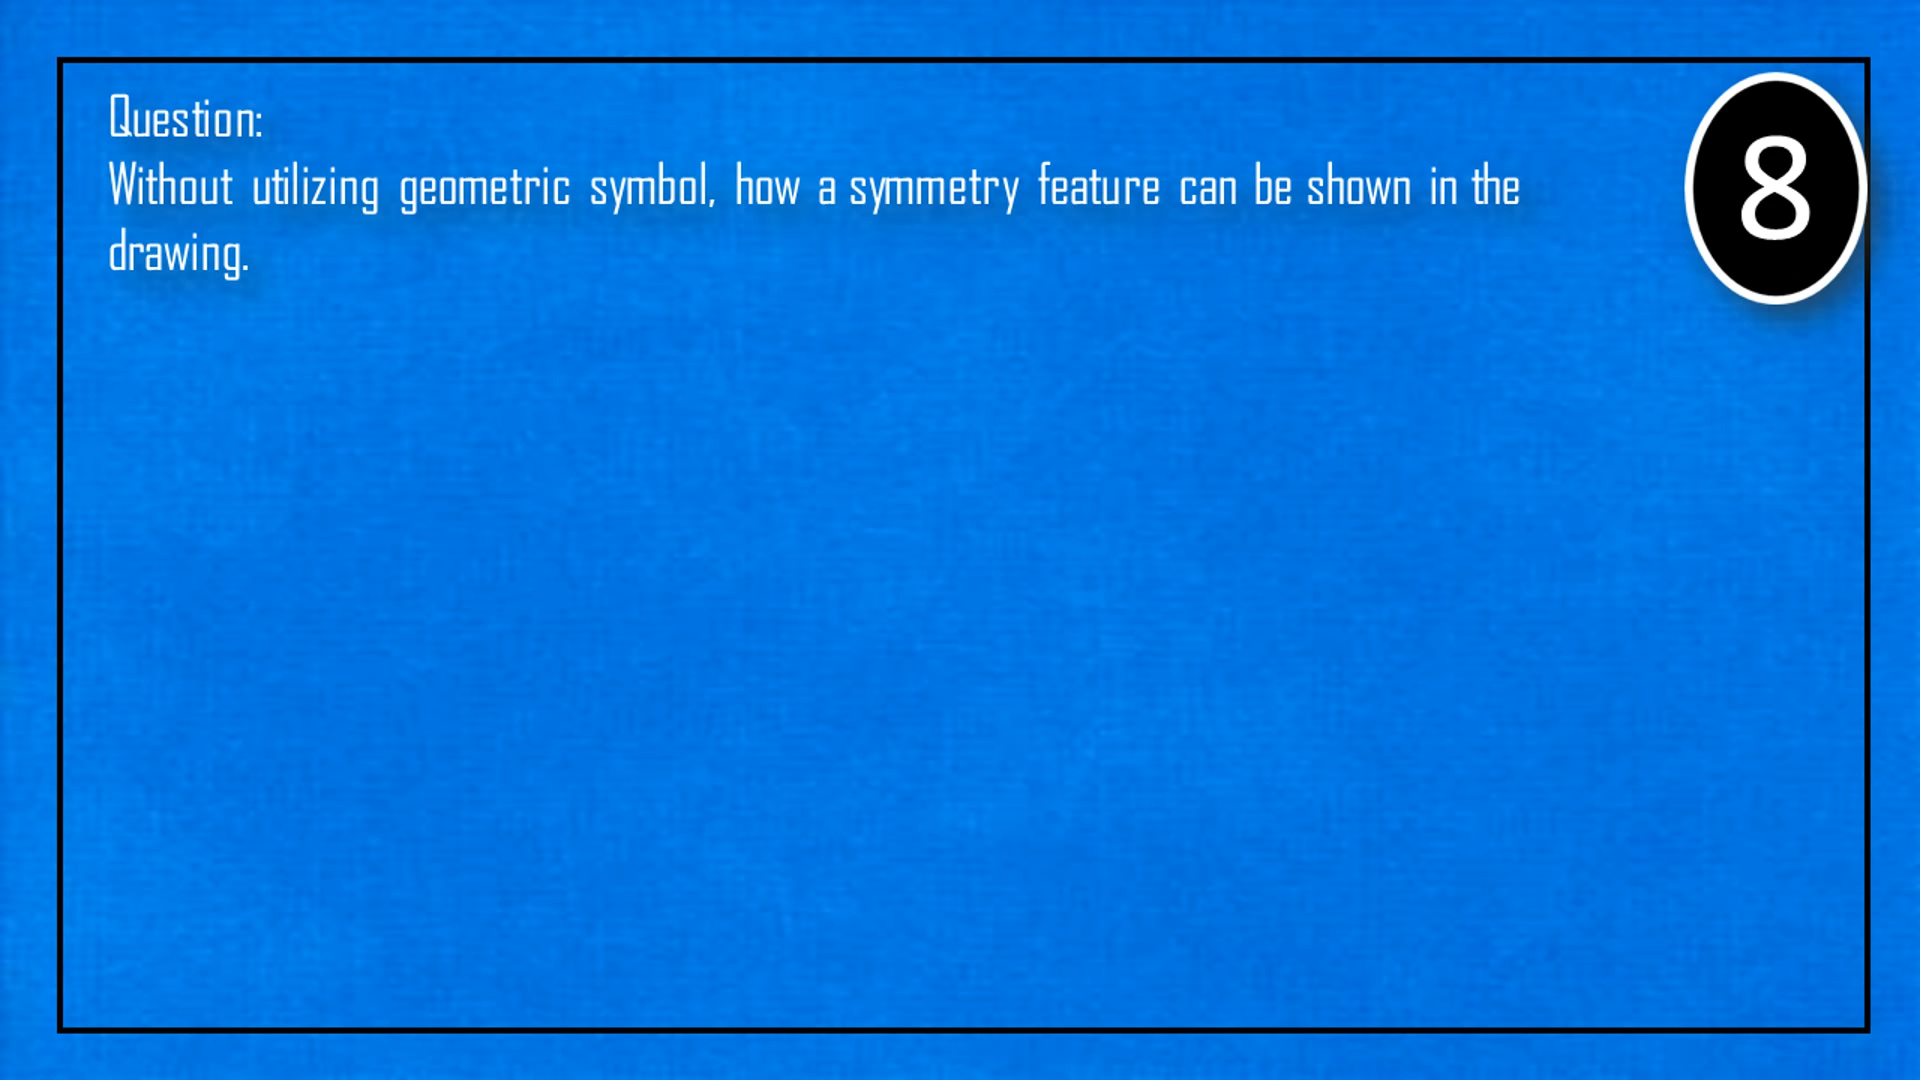 Question:
8
Without utilizing geometric symbol, how a symmetry feature can be shown in the
drawing.